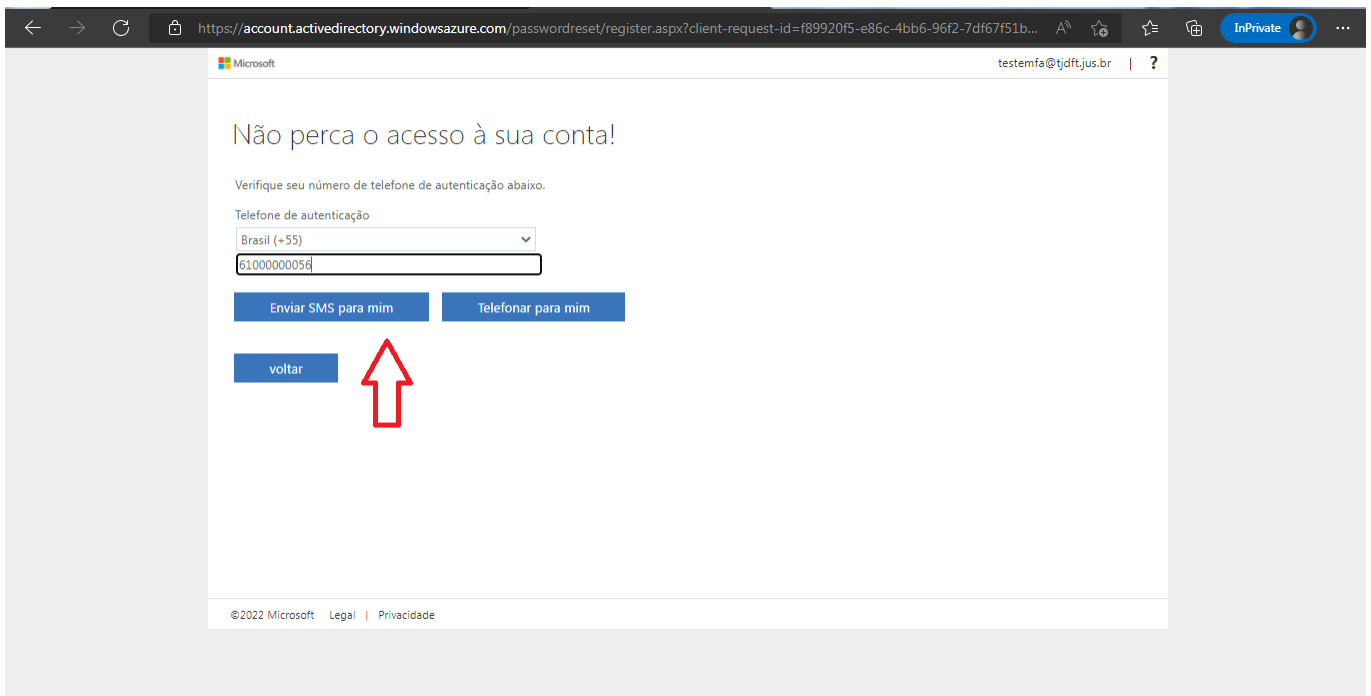 https://account.activedirectory.windowsazure.com/passwordreset/register.aspx?client-request-id=f89920f5-e86c-4bb6-96f2-7df67f51b... InPrivate
Microsoft testemfa@tjdft.jus.br | ?
Não perca o acesso à sua conta!
Verifique seu número de telefone de autenticação abaixo.
Telefone de autenticação
Brasil (+55)
61000000056
Enviar SMS para mim Telefonar para mim
voltar
©2022 Microsoft Legal | Privacidade